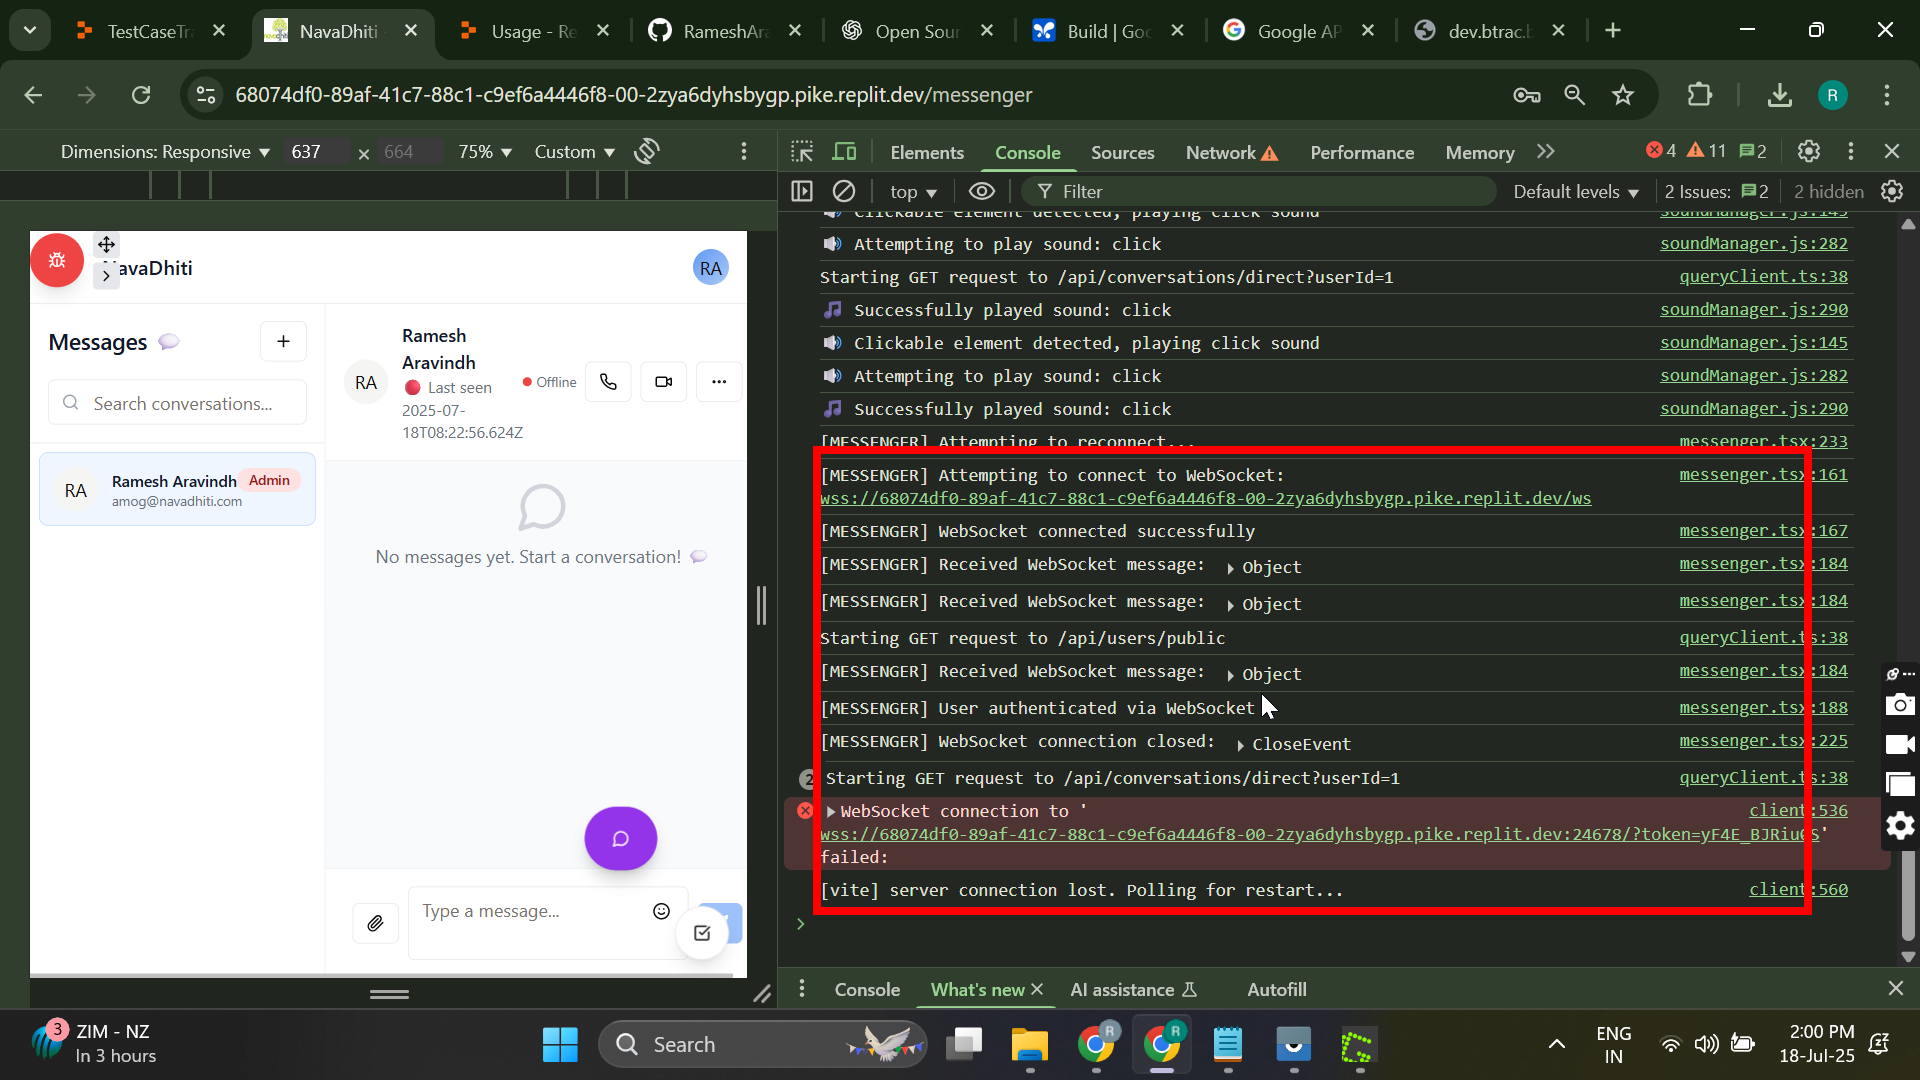 TestCaseTr
NavaDhiti
Usage - Re
RameshAra
Open Sour
Build | Goo
Google AP
dev.btrac.b
68074df0-89af-41c7-88c1-c9ef6a4446f8-00-2zya6dyhsbygp.pike.replit.dev/messenger
R
Dimensions: Responsive
637 x 664
75%
Custom
Elements
Console
Sources
Network
Performance
Memory
4
11
2
top
Filter
Default levels
2 Issues:
2
2 hidden
NavaDhiti
RA
Messages
+
Search conversations...
RA
Ramesh Aravindh
Admin
amog@navadhiti.com
RA
Ramesh
Aravindh
Last seen
2025-07-
18T08:22:56.624Z
Offline
No messages yet. Start a conversation!
Type a message...
Clickable element detected, playing click sound soundManager.js:145
Attempting to play sound: click soundManager.js:282
Starting GET request to /api/conversations/direct?userId=1 queryClient.ts:38
Successfully played sound: click soundManager.js:290
Clickable element detected, playing click sound soundManager.js:145
Attempting to play sound: click soundManager.js:282
Successfully played sound: click soundManager.js:290
[MESSENGER] Attempting to reconnect... messenger.tsx:233
[MESSENGER] Attempting to connect to WebSocket: messenger.tsx:161
wss://68074df0-89af-41c7-88c1-c9ef6a4446f8-00-2zya6dyhsbygp.pike.replit.dev/ws
[MESSENGER] WebSocket connected successfully messenger.tsx:167
[MESSENGER] Received WebSocket message: Object messenger.tsx:184
[MESSENGER] Received WebSocket message: Object messenger.tsx:184
Starting GET request to /api/users/public queryClient.ts:38
[MESSENGER] Received WebSocket message: Object messenger.tsx:184
[MESSENGER] User authenticated via WebSocket messenger.tsx:188
[MESSENGER] WebSocket connection closed: CloseEvent messenger.tsx:225
2 Starting GET request to /api/conversations/direct?userId=1 queryClient.ts:38
WebSocket connection to ' client:536
wss://68074df0-89af-41c7-88c1-c9ef6a4446f8-00-2zya6dyhsbygp.pike.replit.dev:24678/
failed:
[vite] server connection lost. Polling for restart... client:560
Console
What's new
AI assistance
Autofill
3
ZIM - NZ
In 3 hours
Search
R
R
ENG
IN
2:00 PM
18-Jul-25